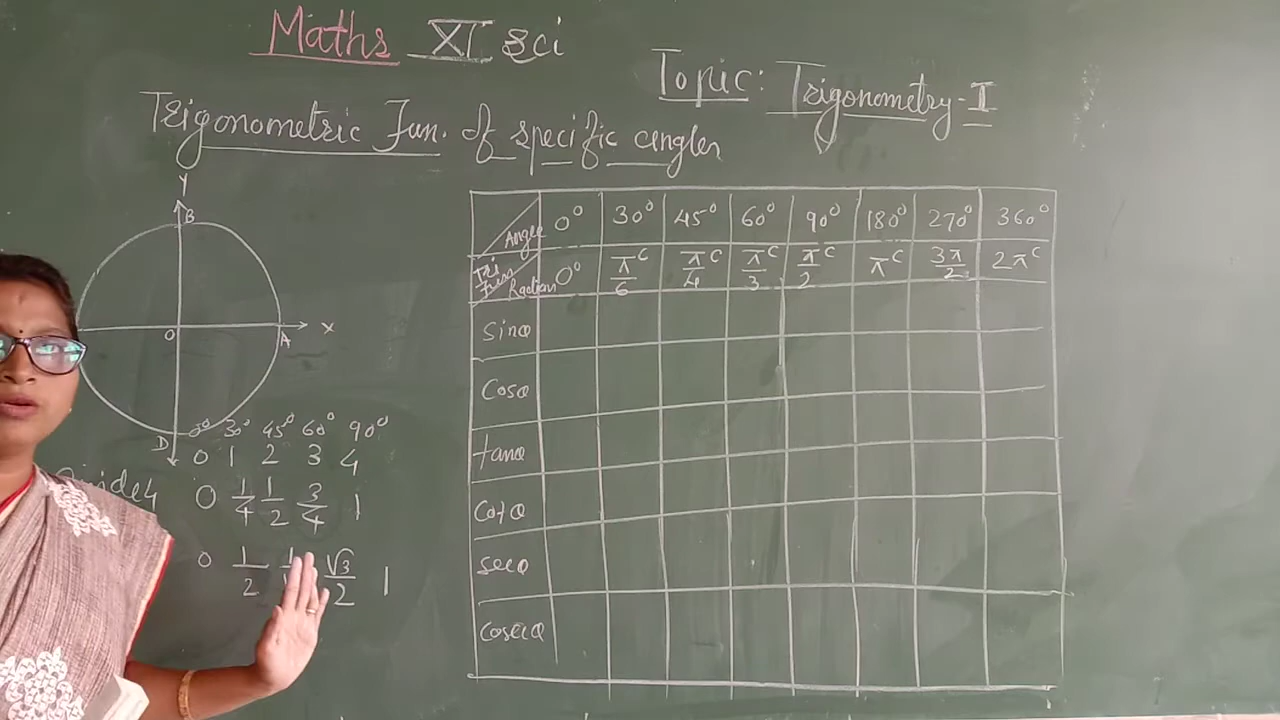 Maths XI sci
Topic: Trigonometry-I
Trigonometric Fun. of specific angles
Y
B
O
A
X
D
0° 30° 45° 60° 90°
0 1 2 3 4
0 1/4 1/2 3/4 1
0 1/2 √3/2 1
Angle 0° 30° 45° 60° 90° 180° 270° 360°
Tri Funs Radian 0° π/6 c π/4 c π/3 c π/2 c π c 3π/2 2π c
Sinθ
Cosθ
tanθ
Cotθ
secθ
Cosecθ